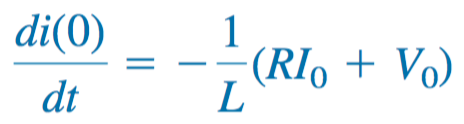 di(0)/dt = −1/L(RI₀ + V₀)